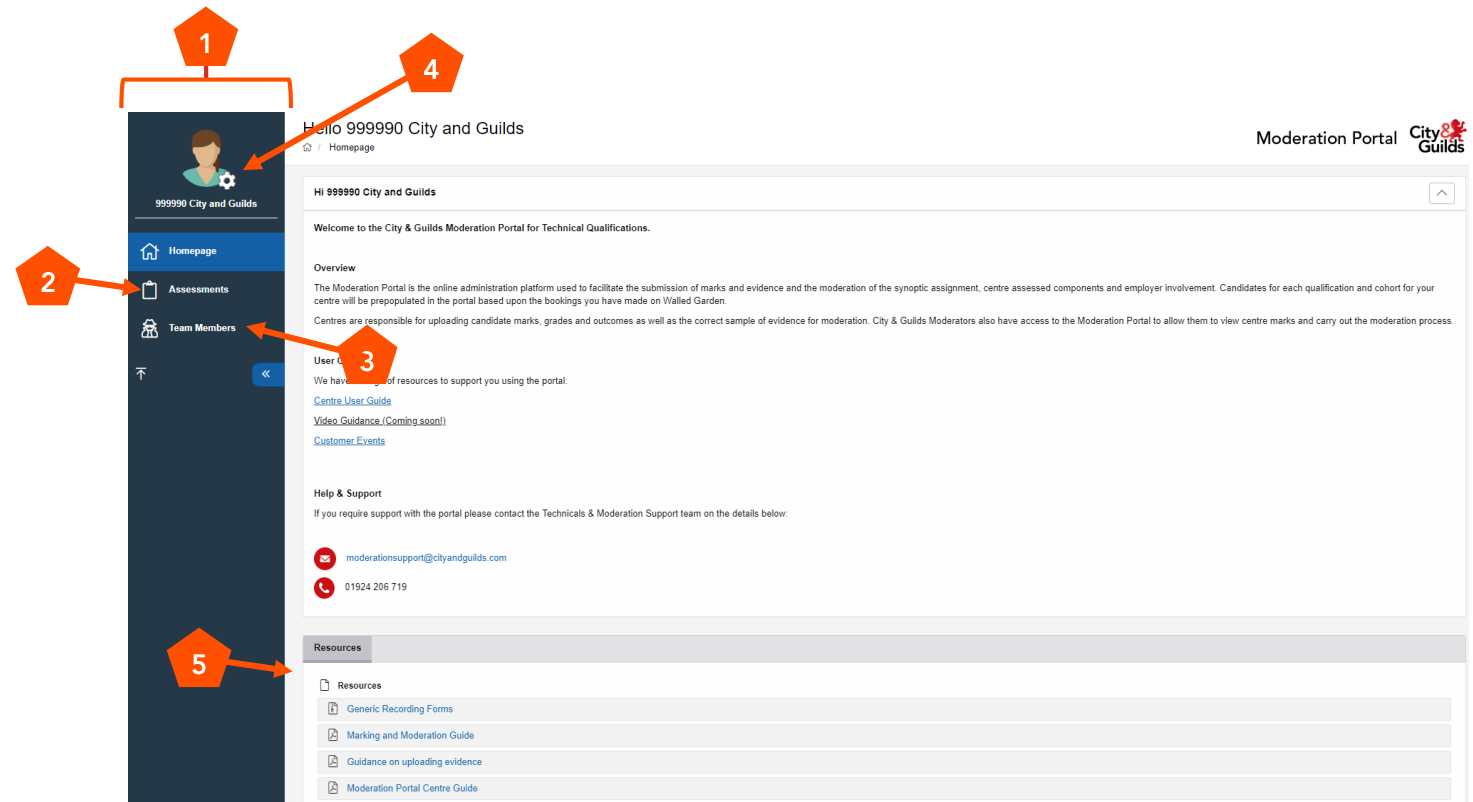 1
4
Hello 999990 City and Guilds
/ Homepage
Moderation Portal City& Guilds
999990 City and Guilds
Homepage
2
Assessments
Team Members
3
Hi 999990 City and Guilds
Welcome to the City & Guilds Moderation Portal for Technical Qualifications.
Overview
The Moderation Portal is the online administration platform used to facilitate the submission of marks and evidence and the moderation of the synoptic assignment, centre assessed components and employer involvement. Candidates for each qualification and cohort for your
centre will be prepopulated in the portal based upon the bookings you have made on Walled Garden.
Centres are responsible for uploading candidate marks, grades and outcomes as well as the correct sample of evidence for moderation. City & Guilds Moderators also have access to the Moderation Portal to allow them to view centre marks and carry out the moderation process.
User
We have of resources to support you using the portal:
Centre User Guide
Video Guidance (Coming soon!)
Customer Events
Help & Support
If you require support with the portal please contact the Technicals & Moderation Support team on the details below:
moderationsupport@cityandguilds.com
01924 206 719
5
Resources
Resources
Generic Recording Forms
Marking and Moderation Guide
Guidance on uploading evidence
Moderation Portal Centre Guide